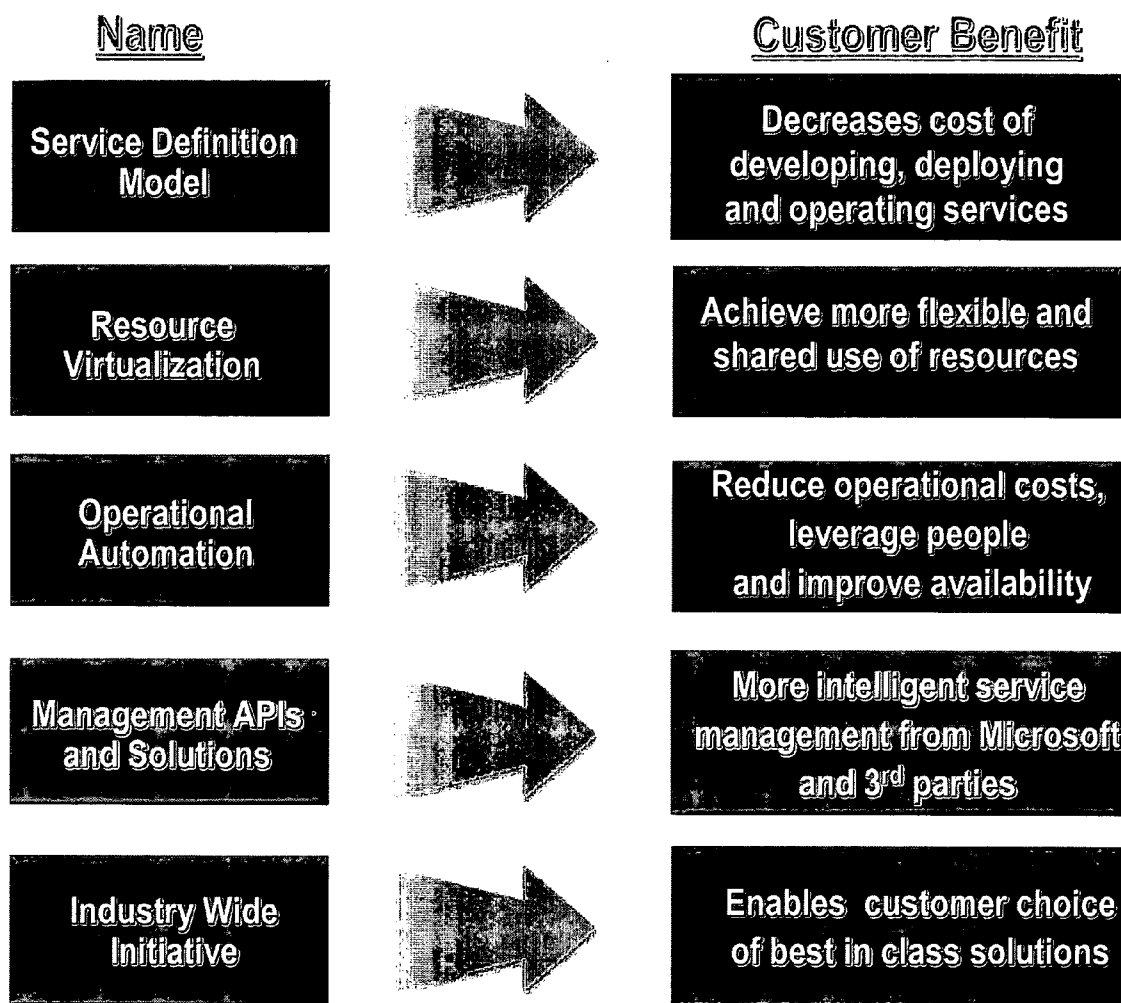 Name
Customer Benefit
Service Definition
Model
Decreases cost of
developing, deploying
and operating services
Resource
Virtualization
Achieve more flexible and
shared use of resources
Operational
Automation
Reduce operational costs,
leverage people
and improve availability
Management APIs
and Solutions
More intelligent service
management from Microsoft
and 3rd parties
Industry Wide
Initiative
Enables customer choice
of best in class solutions